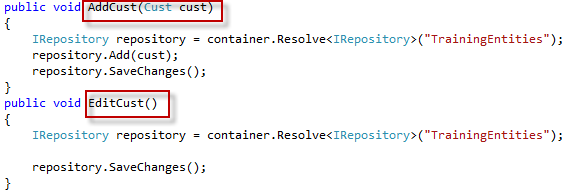 public void AddCust(Cust cust)
{
IRepository repository = container.Resolve<IRepository>("TrainingEntities");
repository.Add(cust);
repository.SaveChanges();
}
public void EditCust()
{
IRepository repository = container.Resolve<IRepository>("TrainingEntities");
repository.SaveChanges();
}